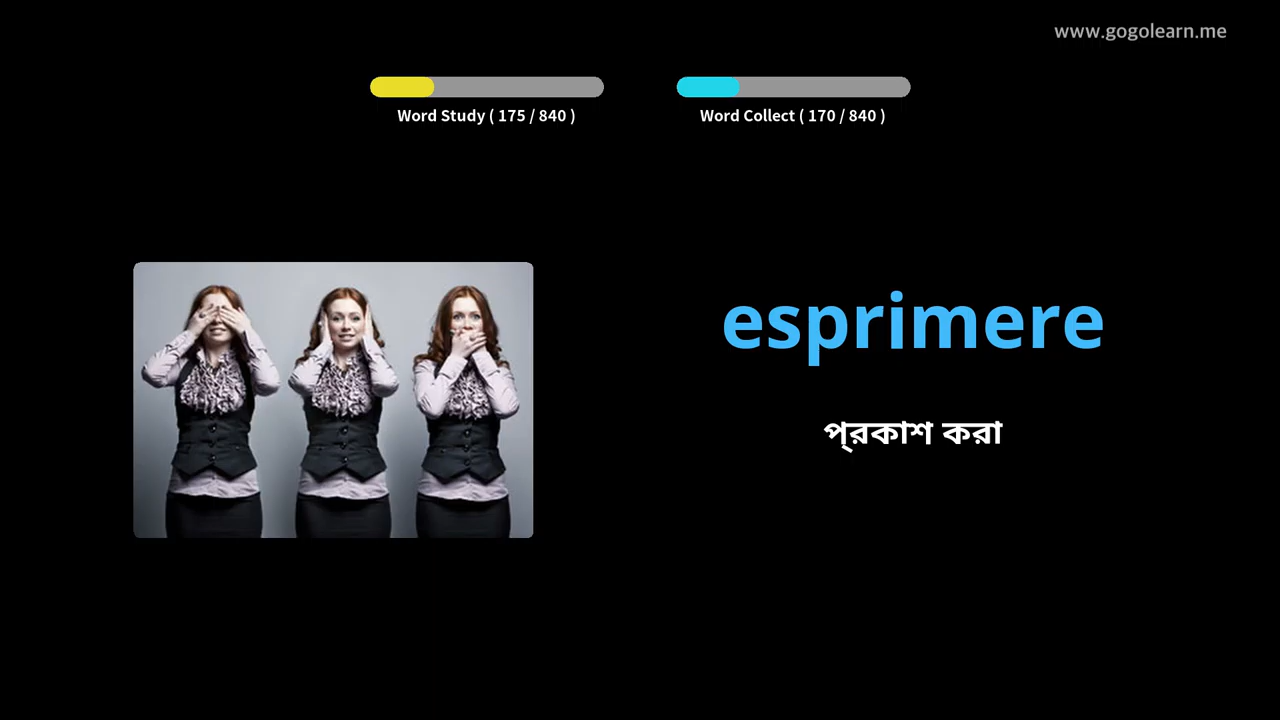 www.gogolearn.me
Word Study ( 175 / 840 )
Word Collect ( 170 / 840 )
esprimere
প্রকাশ করা